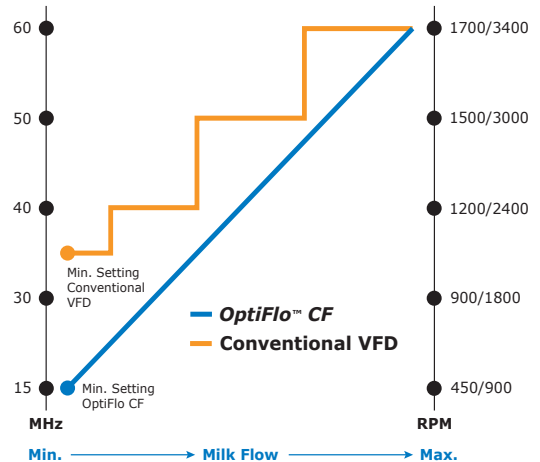 60
1700/3400
50
1500/3000
40
1200/2400
Min. Setting
Conventional
VFD
30
900/1800
OptiFlo™ CF
Conventional VFD
15
Min. Setting
OptiFlo CF
450/900
MHz
RPM
Min.
Milk Flow
Max.